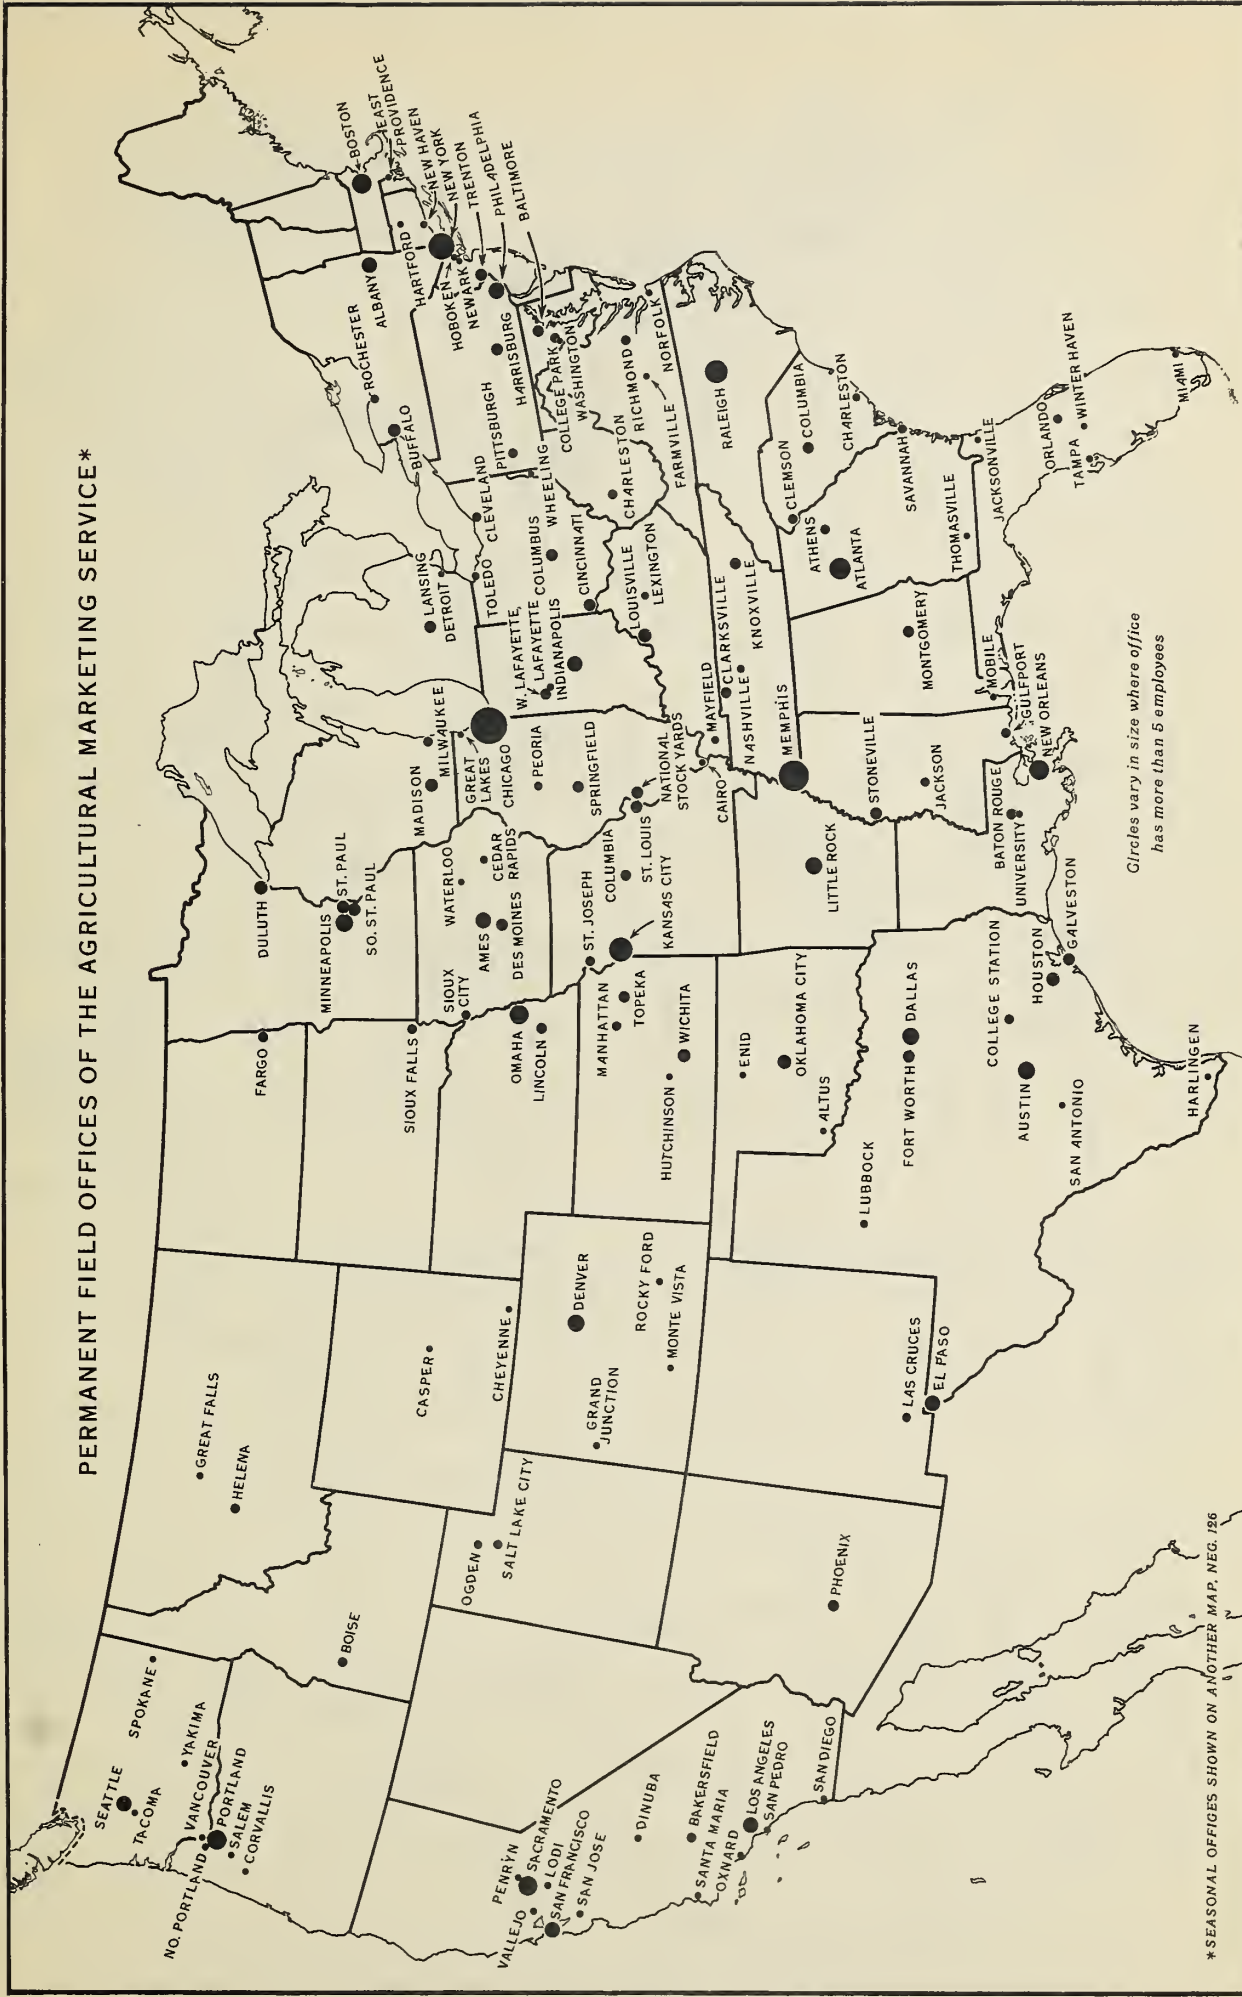 PERMANENT FIELD OFFICES OF THE AGRICULTURAL MARKETING SERVICE*
SEATTLE
TACOMA
SPOKANE
YAKIMA
VANCOUVER
NO. PORTLAND
PORTLAND
SALEM
CORVALLIS
BOISE
GREAT FALLS
HELENA
CASPER
CHEYENNE
OGDEN
SALT LAKE CITY
PENRYN
SACRAMENTO
VALLEJO
LODI
SAN FRANCISCO
SAN JOSE
DINUBA
BAKERSFIELD
SANTA MARIA
OXNARD
LOS ANGELES
SAN PEDRO
SAN DIEGO
PHOENIX
DENVER
GRAND
JUNCTION
ROCKY FORD
MONTE VISTA
LAS CRUCES
EL PASO
FARGO
SIOUX FALLS
OMAHA
LINCOLN
MANHATTAN
TOPEKA
WICHITA
HUTCHINSON
ENID
OKLAHOMA CITY
ALTUS
LUBBOCK
FORT WORTH
DALLAS
COLLEGE STATION
AUSTIN
SAN ANTONIO
HOUSTON
GALVESTON
HARLINGEN
DULUTH
MINNEAPOLIS
ST. PAUL
SO. ST. PAUL
SIOUX
CITY
WATERLOO
CEDAR
RAPIDS
AMES
DES MOINES
ST. JOSEPH
COLUMBIA
ST. LOUIS
KANSAS CITY
LITTLE ROCK
BATON ROUGE
UNIVERSITY
NEW ORLEANS
MADISON
MILWAUKEE
GREAT
LAKES
CHICAGO
PEORIA
SPRINGFIELD
NATIONAL
STOCK YARDS
CAIRO
LANSING
DETROIT
W. LAFAYETTE
LAFAYETTE
INDIANAPOLIS
TOLEDO
CLEVELAND
COLUMBUS
CINCINNATI
LOUISVILLE
LEXINGTON
MAYFIELD
CLARKSVILLE
NASHVILLE
KNOXVILLE
MEMPHIS
STONEVILLE
JACKSON
GULFPORT
MOBILE
MONTGOMERY
ATHENS
ATLANTA
THOMASVILLE
SAVANNAH
JACKSONVILLE
ORLANDO
TAMPA
WINTER HAVEN
MIAMI
CLEMSON
COLUMBIA
CHARLESTON
RALEIGH
NORFOLK
RICHMOND
FARMVILLE
CHARLESTON
WHEELING
PITTSBURGH
HARRISBURG
COLLEGE PARK
WASHINGTON
BUFFALO
ROCHESTER
ALBANY
HARTFORD
HOBOKEN
NEWARK
BOSTON
EAST
PROVIDENCE
NEW HAVEN
NEW YORK
TRENTON
PHILADELPHIA
BALTIMORE
Circles vary in size where office
has more than 5 employees
*SEASONAL OFFICES SHOWN ON ANOTHER MAP, NEG. 126